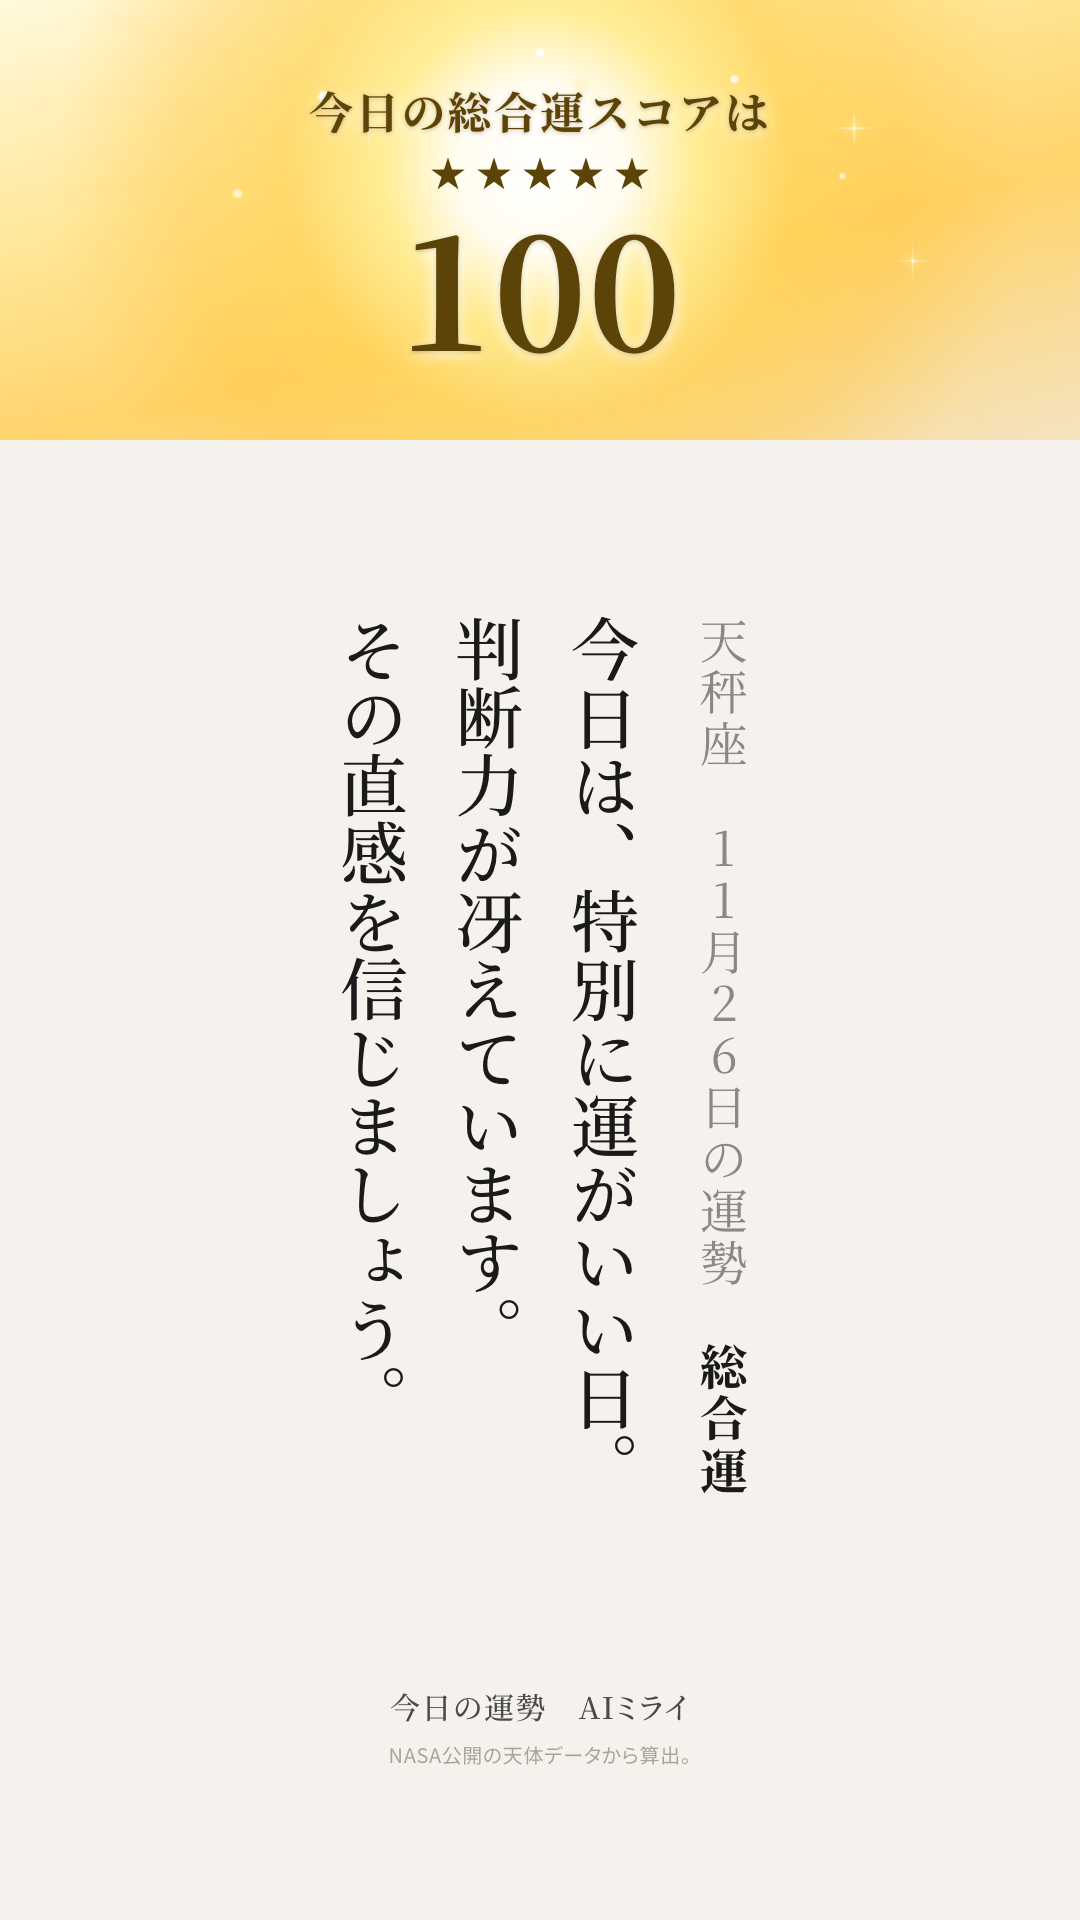 今日の総合運スコアは
★★★★★
100
天秤座　11月26日の運勢　総合運
今日は、特別に運がいい日。
判断力が冴えています。
その直感を信じましょう。
今日の運勢　AIミライ
NASA公開の天体データから算出。